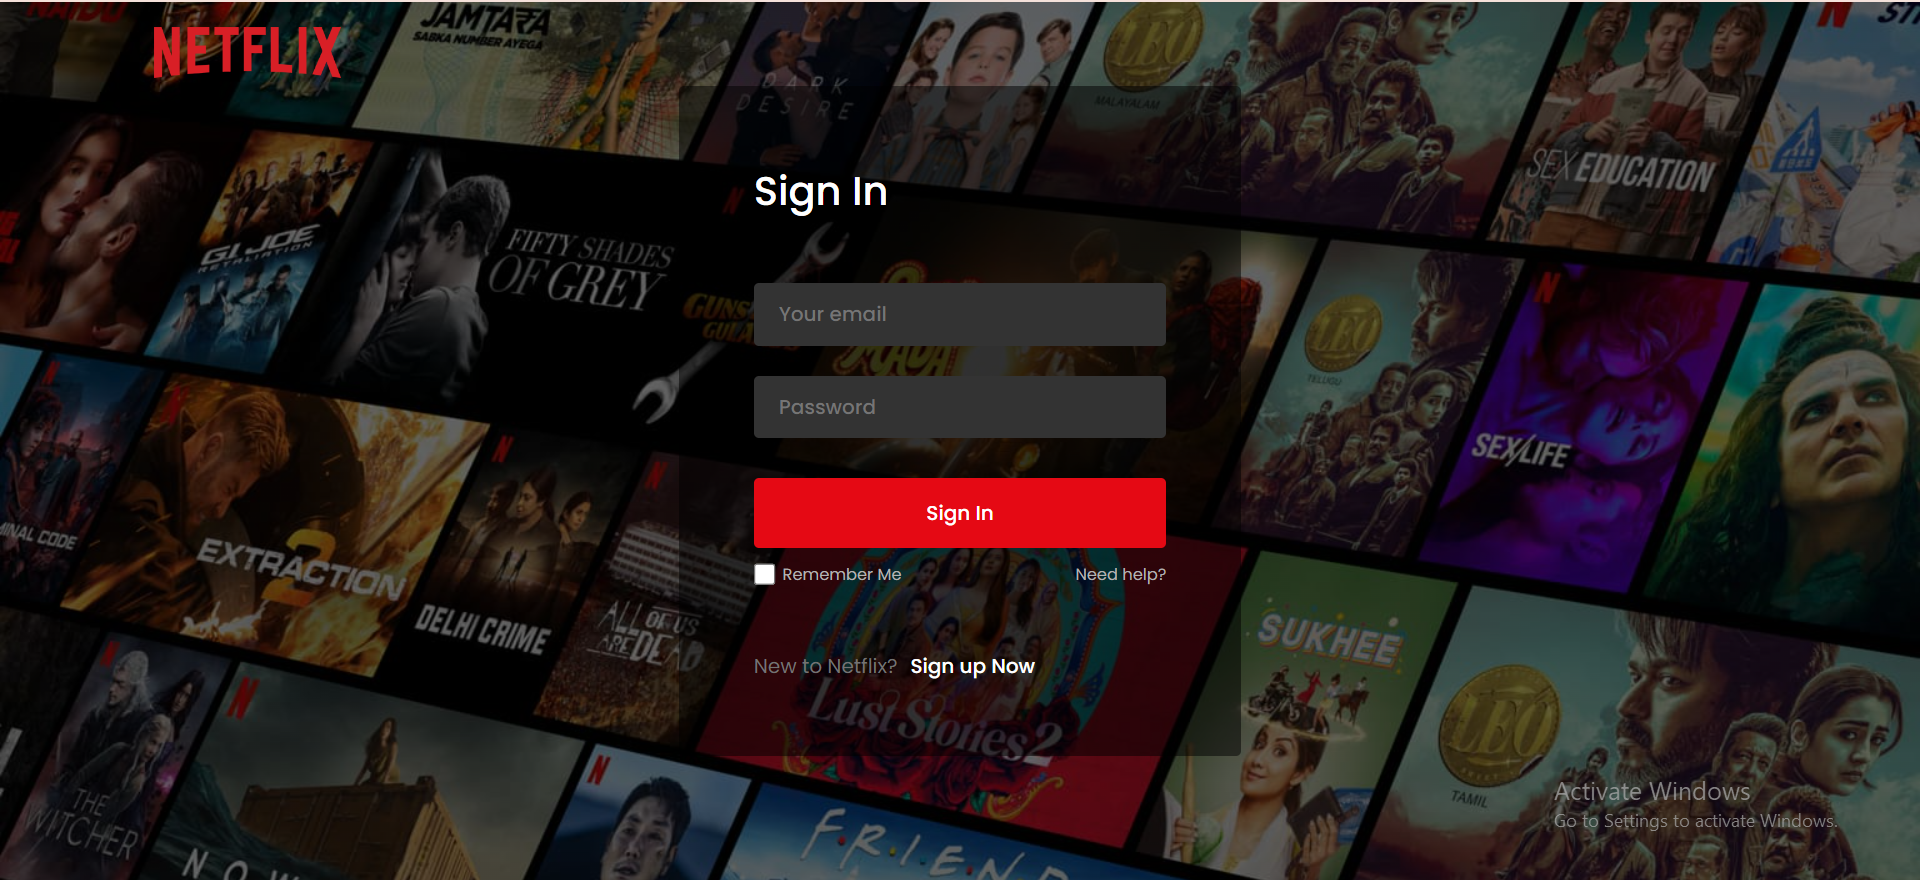 NETFLIX
JAMTARA
SABKA NUMBER AYEGA
DARK
DESIRE
LEO
MALAYALAM
SEX EDUCATION
N
G.I. JOE
RETALIATION
FIFTY SHADES
OF GREY
GUNS
Sign In
Your email
Password
Sign In
Remember Me
Need help?
New to Netflix? Sign up Now
LEO
TELUGU
N
SEX/LIFE
INAL CODE
EXTRACTION
2
N
DELHI CRIME
N
ALL OF US
ARE DEAD
Lust Stories 2
SUKHEE
LEO
TAMIL
N
THE
WITCHER
N
NOW
N
FRIEND
Activate Windows
Go to Settings to activate Windows.